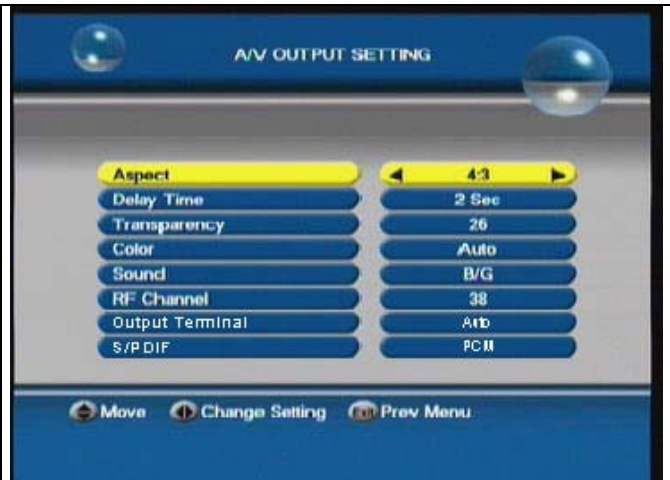 A/V OUTPUT SETTING
Aspect 4:3
Delay Time 2 Sec
Transparency 26
Color Auto
Sound B/G
RF Channel 38
Output Terminal Auto
S/PDIF PCM
Move Change Setting Exit Prev Menu